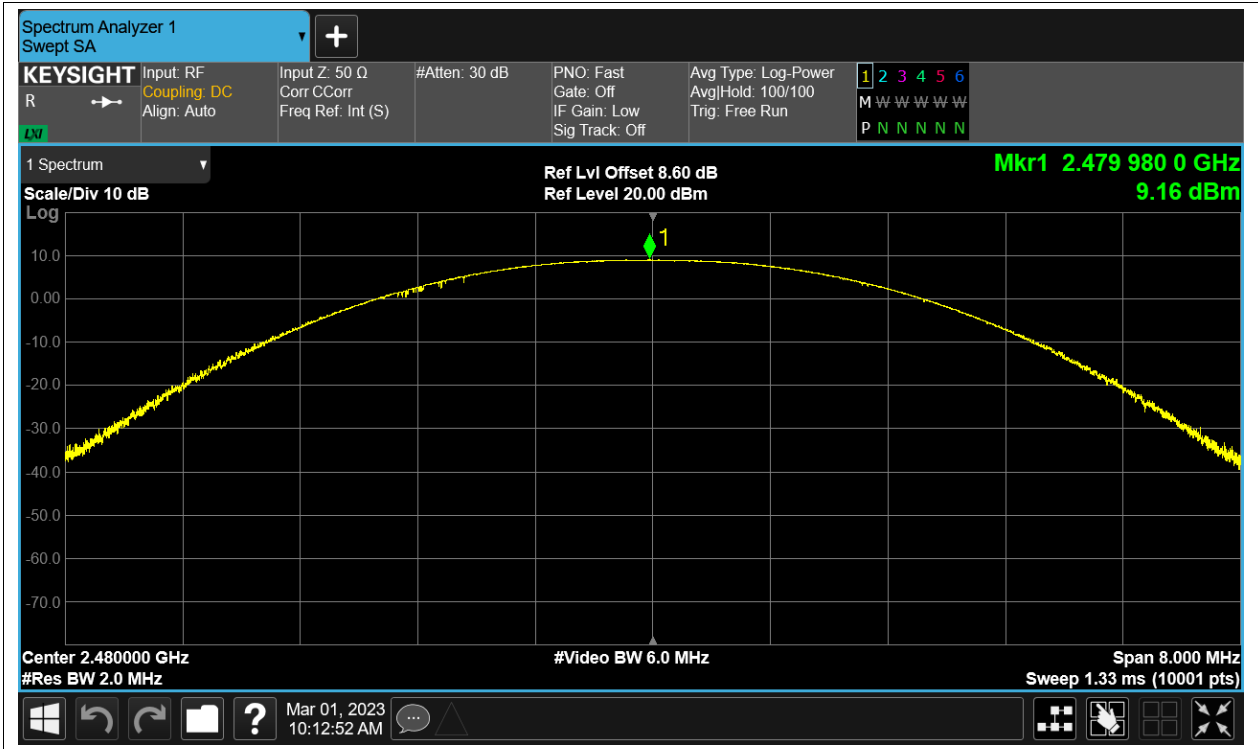 Spectrum Analyzer 1
Swept SA
KEYSIGHT
R
LXI
Input: RF
Coupling: DC
Align: Auto
Input Z: 50 Ω
Corr CCorr
Freq Ref: Int (S)
#Atten: 30 dB
PNO: Fast
Gate: Off
IF Gain: Low
Sig Track: Off
Avg Type: Log-Power
Avg|Hold: 100/100
Trig: Free Run
1 2 3 4 5 6
M W W W W W
P N N N N N
1 Spectrum
Scale/Div 10 dB
Log
Ref Lvl Offset 8.60 dB
Ref Level 20.00 dBm
Mkr1 2.479 980 0 GHz
9.16 dBm
1
10.0
0.00
-10.0
-20.0
-30.0
-40.0
-50.0
-60.0
-70.0
Center 2.480000 GHz
#Video BW 6.0 MHz
Span 8.000 MHz
#Res BW 2.0 MHz
Sweep 1.33 ms (10001 pts)
?
Mar 01, 2023
10:12:52 AM